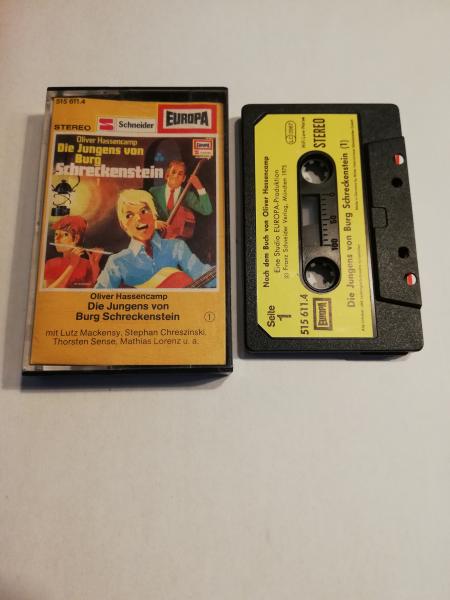 515 611.4
STEREO
Schneider
EUROPA
Oliver Hassencamp
Die Jungens von
Burg
Schreckenstein
Oliver Hassencamp
Die Jungens von
Burg Schreckenstein
1
mit Lutz Mackensy, Stephan Chreszinski,
Thorsten Sense, Mathias Lorenz u. a.
Nach dem Buch von Oliver Hassencamp
Eine Studio EUROPA-Produktion
Franz Schneider Verlag, München 1975
STEREO
0
50
100
Seite
1
515 611.4
EUROPA
Die Jungens von Burg Schreckenstein (1)